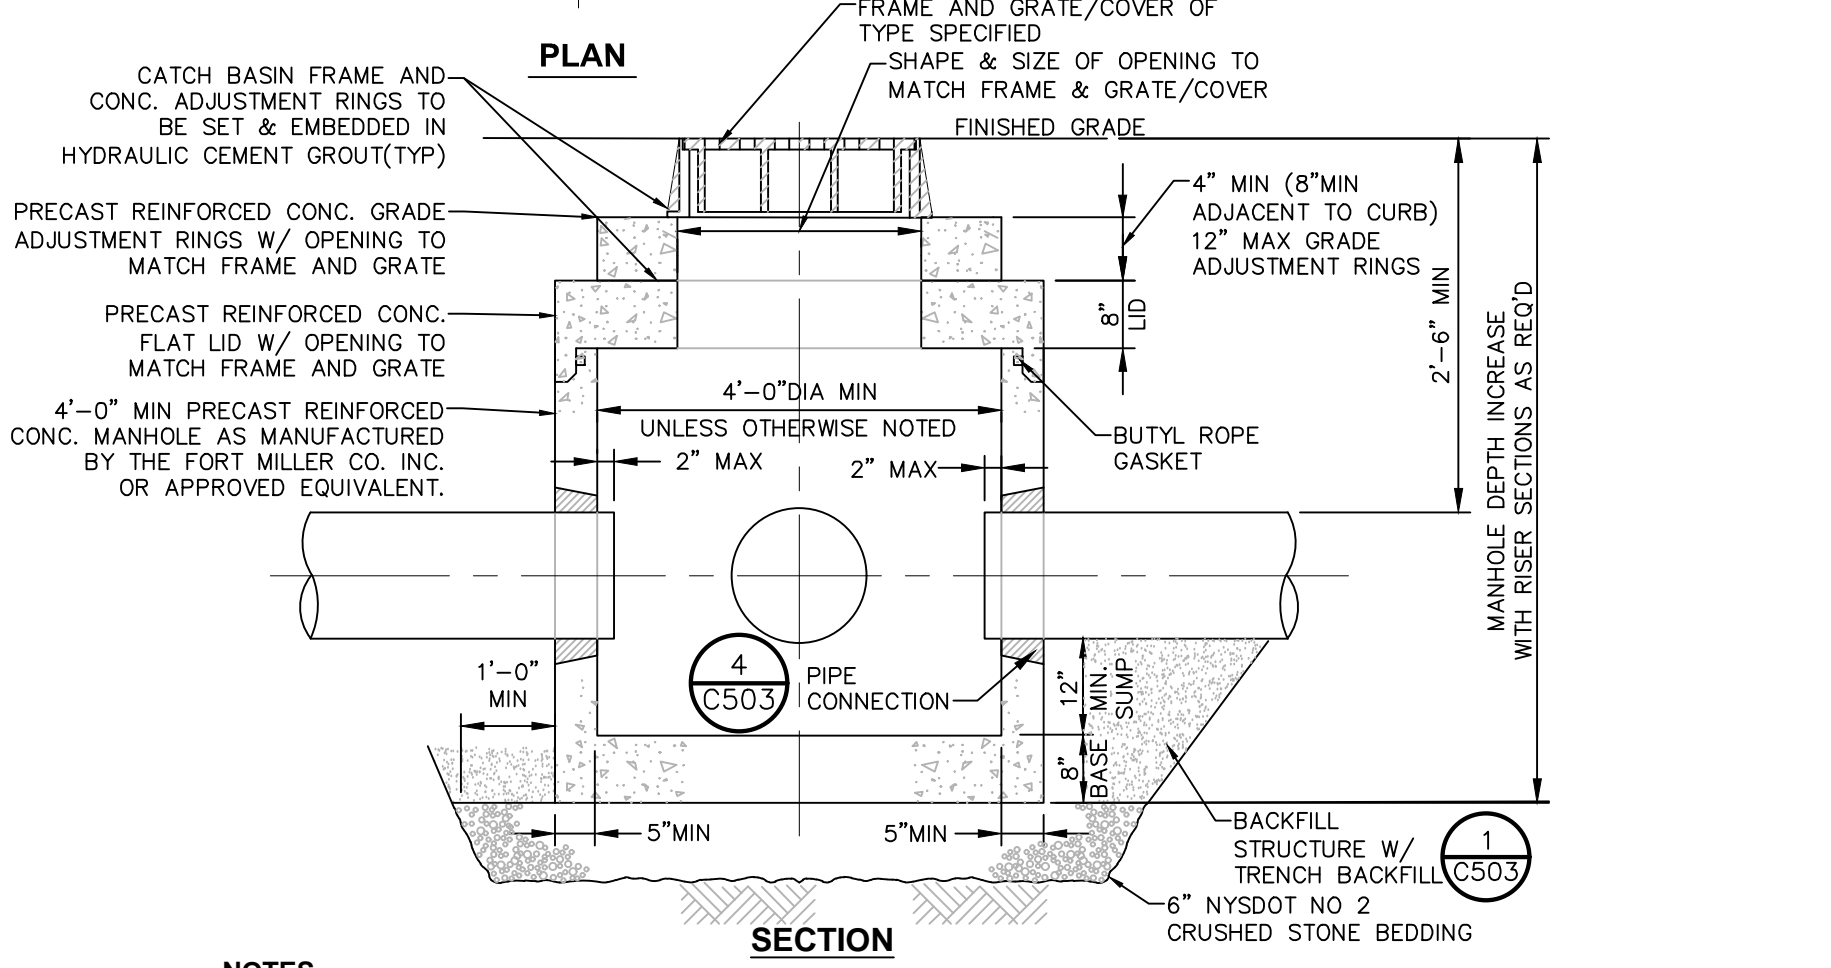 FRAME AND GRATE/COVER OF
TYPE SPECIFIED
PLAN
SHAPE & SIZE OF OPENING TO
MATCH FRAME & GRATE/COVER
CATCH BASIN FRAME AND
CONC. ADJUSTMENT RINGS TO
BE SET & EMBEDDED IN
HYDRAULIC CEMENT GROUT(TYP)
FINISHED GRADE
4" MIN (8"MIN
ADJACENT TO CURB)
12" MAX GRADE
ADJUSTMENT RINGS
PRECAST REINFORCED CONC. GRADE
ADJUSTMENT RINGS W/ OPENING TO
MATCH FRAME AND GRATE
PRECAST REINFORCED CONC.
FLAT LID W/ OPENING TO
MATCH FRAME AND GRATE
8"
LID
2'-6" MIN
MANHOLE DEPTH INCREASE
WITH RISER SECTIONS AS REQ'D
4'-0" MIN PRECAST REINFORCED
CONC. MANHOLE AS MANUFACTURED
BY THE FORT MILLER CO. INC.
OR APPROVED EQUIVALENT.
4'-0"DIA MIN
UNLESS OTHERWISE NOTED
2" MAX
2" MAX
BUTYL ROPE
GASKET
1'-0"
MIN
4
C503
PIPE
CONNECTION
12"
MIN.
SUMP
8"
BASE
5"MIN
5"MIN
BACKFILL
STRUCTURE W/
TRENCH BACKFILL
1
C503
6" NYSDOT NO 2
CRUSHED STONE BEDDING
SECTION
NOTES